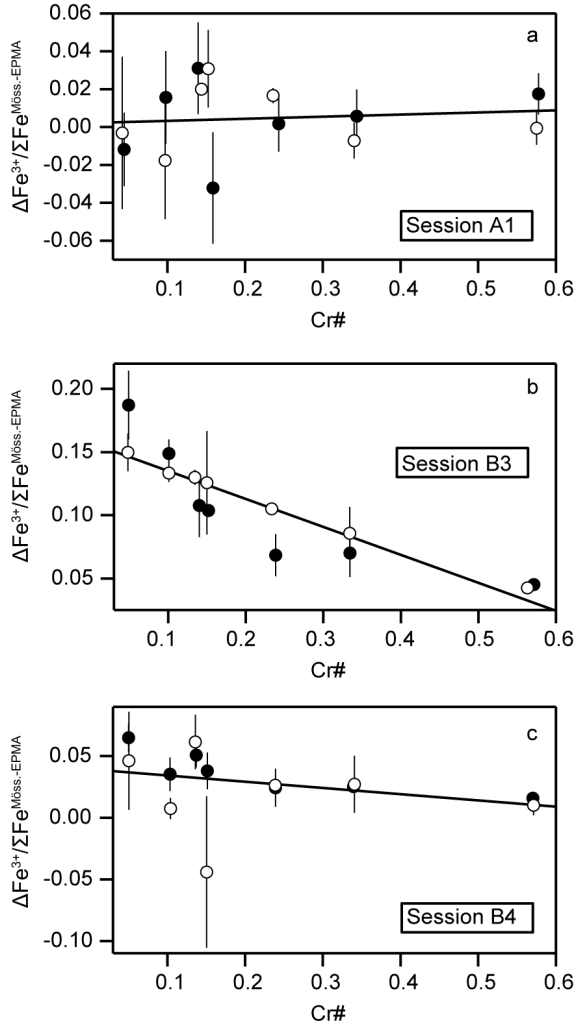 a
0.06
0.04
0.02
0.00
-0.02
-0.04
-0.06
ΔFe³⁺/ΣFeᴹöss.-EPMA
Session A1
0.1 0.2 0.3 0.4 0.5 0.6
Cr#
b
0.20
0.15
0.10
0.05
ΔFe³⁺/ΣFeᴹöss.-EPMA
Session B3
0.1 0.2 0.3 0.4 0.5 0.6
Cr#
c
0.05
0.00
-0.05
-0.10
ΔFe³⁺/ΣFeᴹöss.-EPMA
Session B4
0.1 0.2 0.3 0.4 0.5 0.6
Cr#